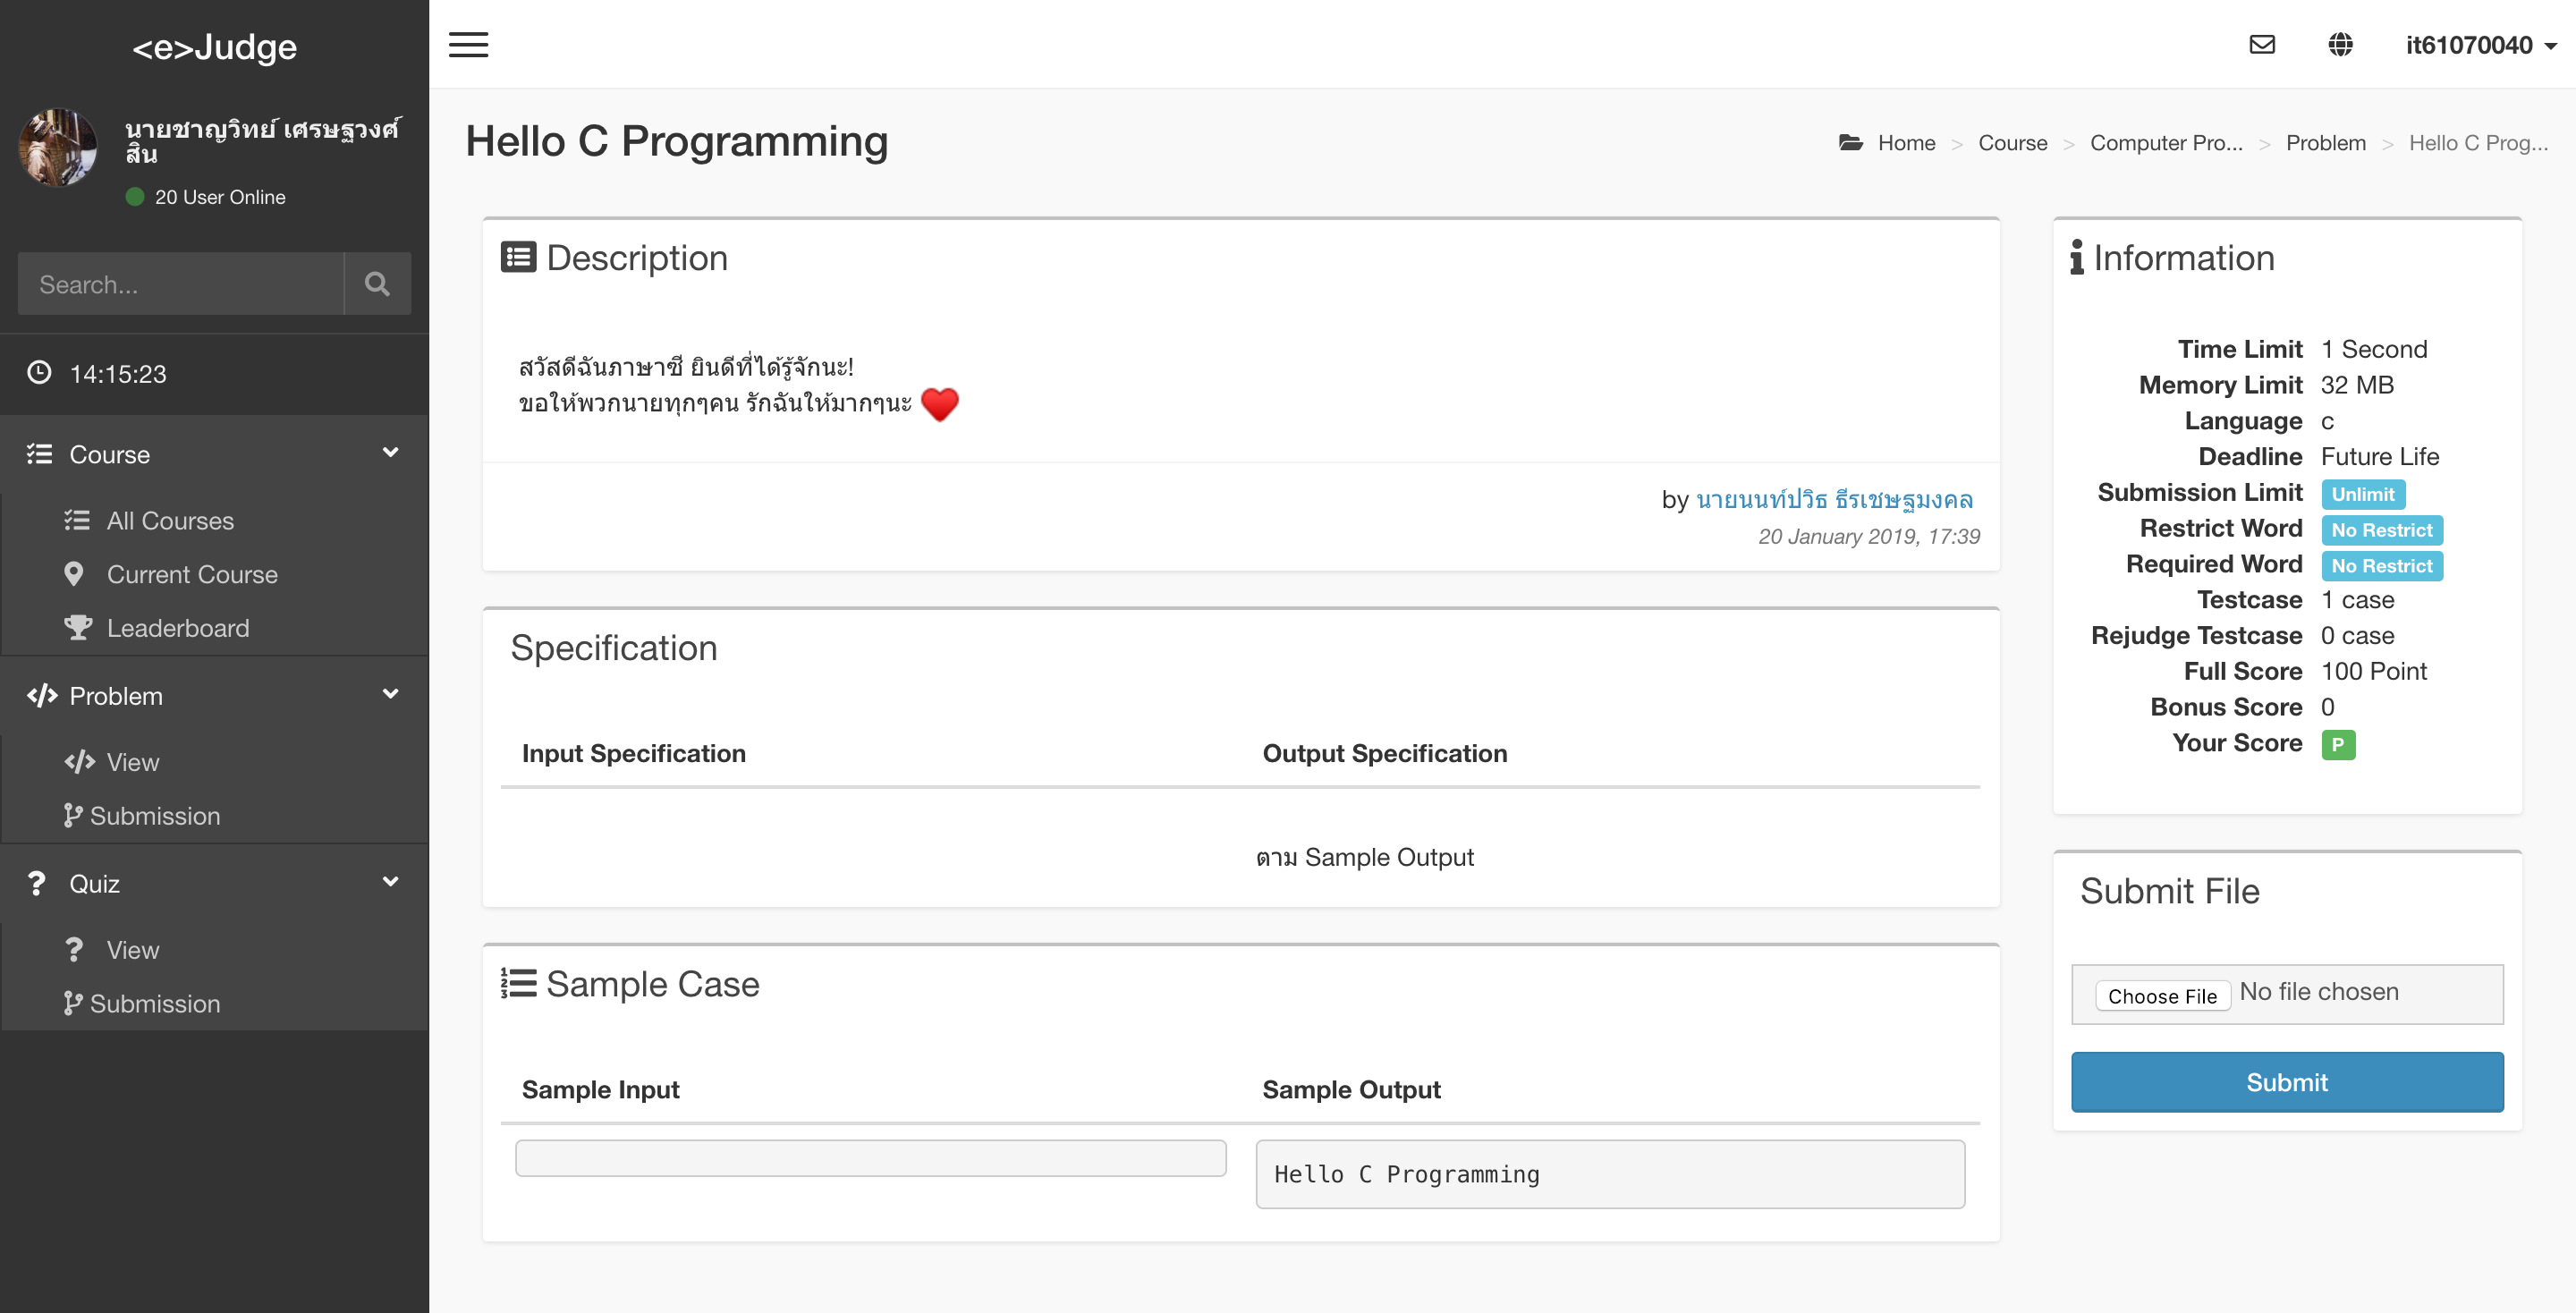 <e>Judge
นายชาญวิทย์ เศรษฐวงศ์
สิน
20 User Online
Search...
14:15:23
Course
All Courses
Current Course
Leaderboard
Problem
View
Submission
Quiz
View
Submission
it61070040
Hello C Programming
Home > Course > Computer Pro... > Problem > Hello C Prog...
Description
สวัสดีฉันภาษาซี ยินดีที่ได้รู้จักนะ!
ขอให้พวกนายทุกๆคน รักฉันให้มากๆนะ ❤️
by นายนนท์ปวิธ ธีรเชษฐมงคล
20 January 2019, 17:39
Specification
Input Specification Output Specification
ตาม Sample Output
Sample Case
Sample Input Sample Output
Hello C Programming
Information
Time Limit 1 Second
Memory Limit 32 MB
Language c
Deadline Future Life
Submission Limit Unlimit
Restrict Word No Restrict
Required Word No Restrict
Testcase 1 case
Rejudge Testcase 0 case
Full Score 100 Point
Bonus Score 0
Your Score P
Submit File
Choose File No file chosen
Submit